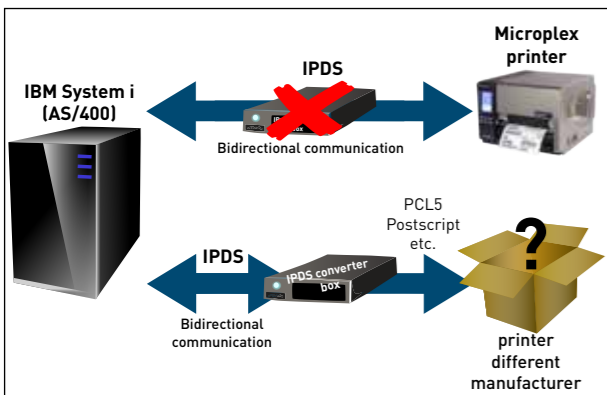 Microplex
printer
IPDS
IBM System i
(AS/400)
Bidirectional communication
PCL5
Postscript
etc.
IPDS
IPDS converter
box
?
Bidirectional
communication
printer
different
manufacturer